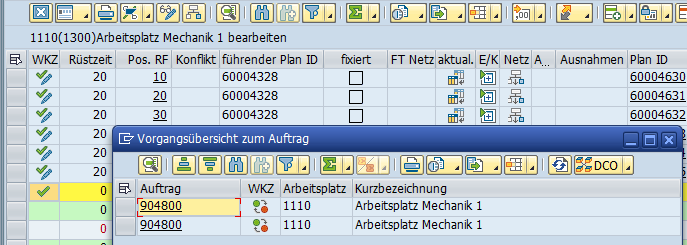 1110(1300)Arbeitsplatz Mechanik 1 bearbeiten
WKZ Rüstzeit Pos. RF Konflikt führender Plan ID fixiert FT Netz aktual. E/K Netz A... Ausnahmen Plan ID
20 10 60004328 60004630
20 20 60004328 60004631
20 30 60004328 60004632
20
20
20
0
0
0
0
Vorgangsübersicht zum Auftrag
DCO
Auftrag WKZ Arbeitsplatz Kurzbezeichnung
904800 1110 Arbeitsplatz Mechanik 1
904800 1110 Arbeitsplatz Mechanik 1